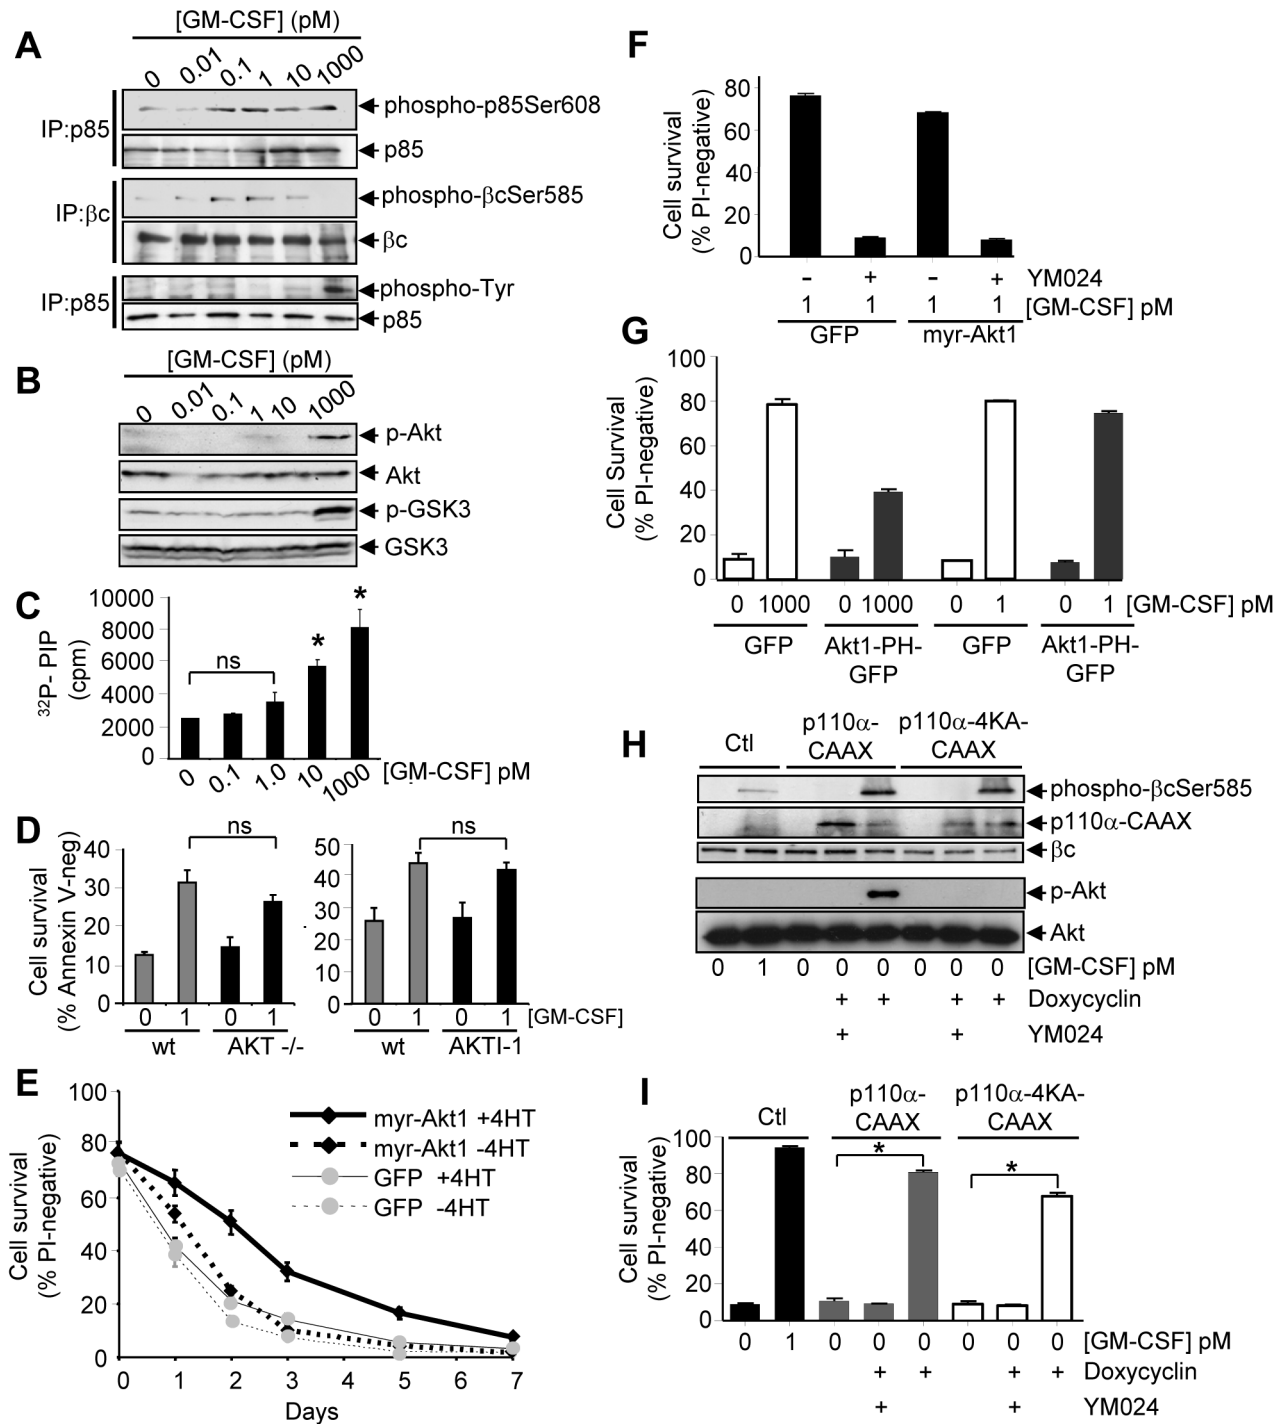 A
[GM-CSF] (pM)
0 0.01 0.1 1 10 1000
IP:p85
phospho-p85Ser608
p85
IP:βc
phospho-βcSer585
βc
IP:p85
phospho-Tyr
p85
B
[GM-CSF] (pM)
0 0.01 0.1 1 10 1000
p-Akt
Akt
p-GSK3
GSK3
C
32P- PIP
(cpm)
10000
8000
6000
4000
2000
0
ns
*
*
0 0.1 1.0 10 1000
[GM-CSF] pM
D
Cell survival
(% Annexin V-neg)
40
30
20
10
0
ns
0 1 0 1
wt AKT -/-
50
40
30
20
10
0
ns
0 1 0 1 [GM-CSF]
wt AKTI-1
E
Cell survival
(% PI-negative)
100
80
60
40
20
0
myr-Akt1 +4HT
myr-Akt1 -4HT
GFP +4HT
GFP -4HT
0 1 2 3 4 5 6 7
Days
F
Cell survival
(% PI-negative)
80
60
40
20
0
- + - + YM024
1 1 1 1 [GM-CSF] pM
GFP myr-Akt1
G
Cell Survival
(% PI-negative)
100
80
60
40
20
0
0 1000 0 1000 0 1 0 1 [GM-CSF] pM
GFP Akt1-PH-GFP GFP Akt1-PH-GFP
H
Ctl
p110α-CAAX
p110α-4KA-CAAX
phospho-βcSer585
p110α-CAAX
βc
p-Akt
Akt
0 1 0 0 0 0 0 0 [GM-CSF] pM
+ + + + Doxycyclin
+ + YM024
I
Ctl
p110α-CAAX
p110α-4KA-CAAX
Cell survival
(% PI-negative)
100
80
60
40
20
0
*
*
0 1 0 0 0 0 0 0 [GM-CSF] pM
+ + + + Doxycyclin
+ + YM024